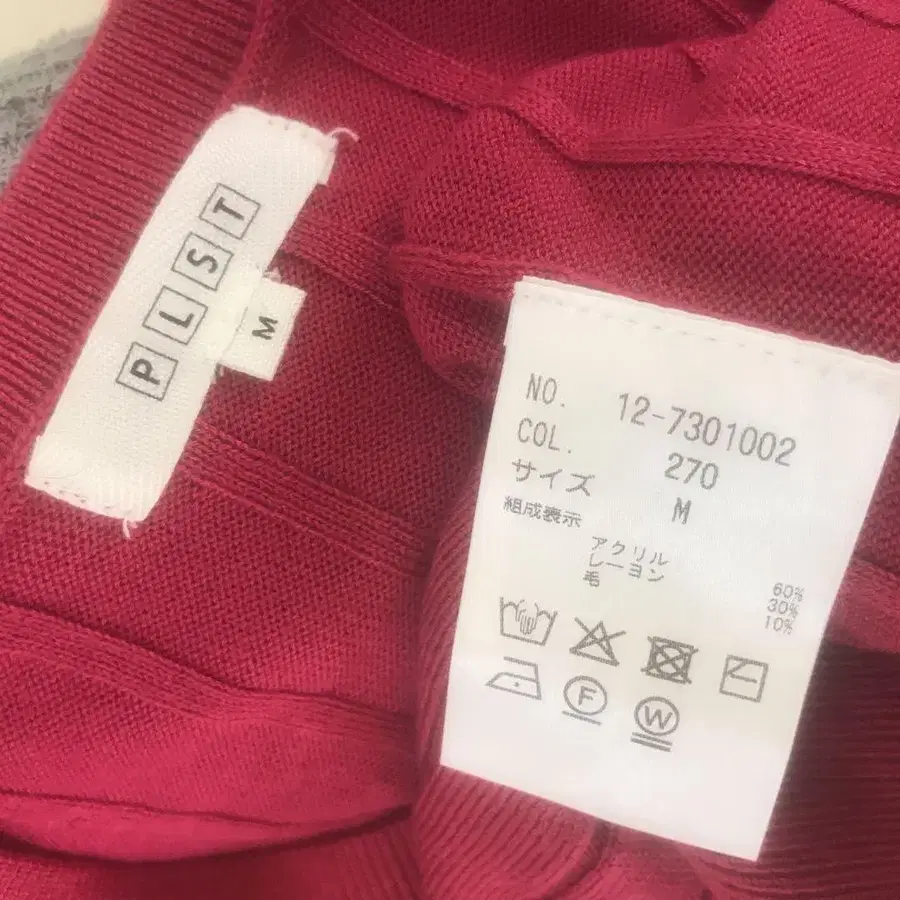 PLST
M
NO. 12-7301002
COL. 270
サイズ M
組成表示
アクリル 60%
レーヨン 30%
毛 10%
F
W